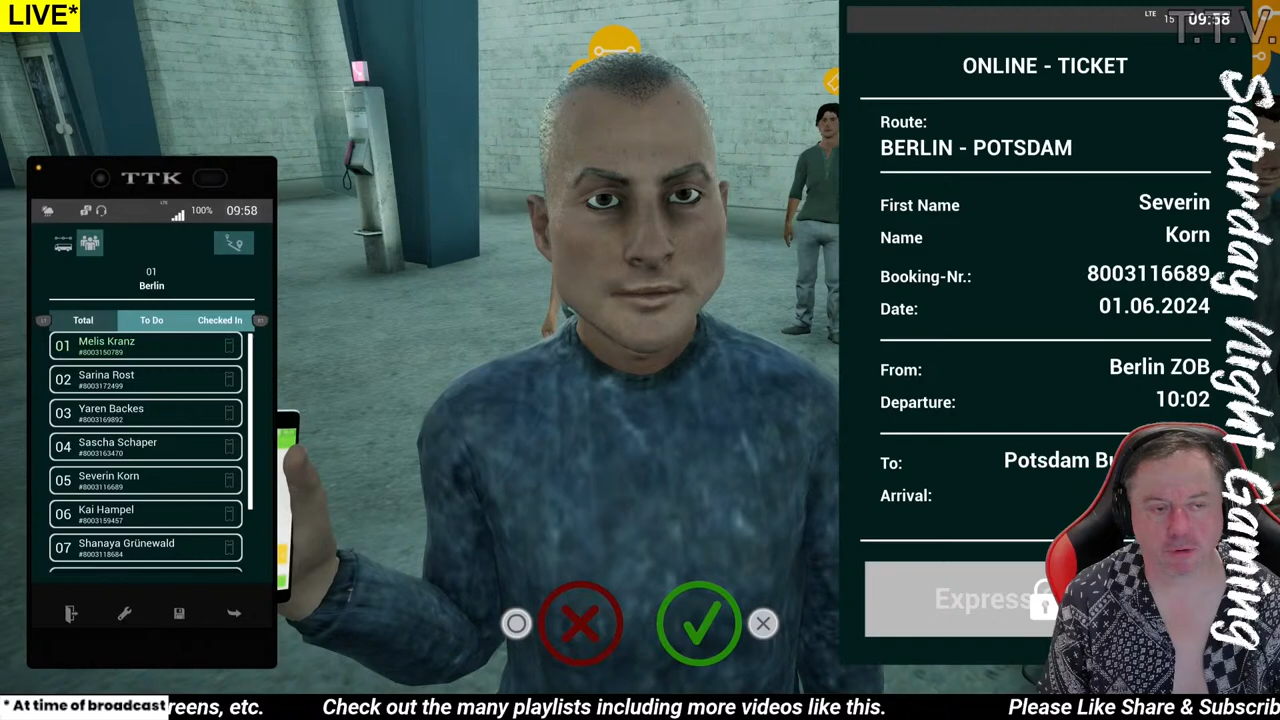 LIVE*
TTK
LTE
100%
09:58
01
Berlin
Total
To Do
Checked In
01 Melis Kranz
#8003150789
02 Sarina Rost
#8003172499
03 Yaren Backes
#8003169892
04 Sascha Schaper
#8003163470
05 Severin Korn
#8003116689
06 Kai Hampel
#8003159457
07 Shanaya Grünewald
#8003118684
LTE
09:58
T.T.V.
ONLINE - TICKET
Route:
BERLIN - POTSDAM
First Name Severin
Name Korn
Booking-Nr.: 8003116689
Date: 01.06.2024
From: Berlin ZOB
Departure: 10:02
To: Potsdam
Arrival:
Express
Saturday Night Gaming
* At time of broadcast
reens, etc. Check out the many playlists including more videos like this. Please Like Share & Subscrib